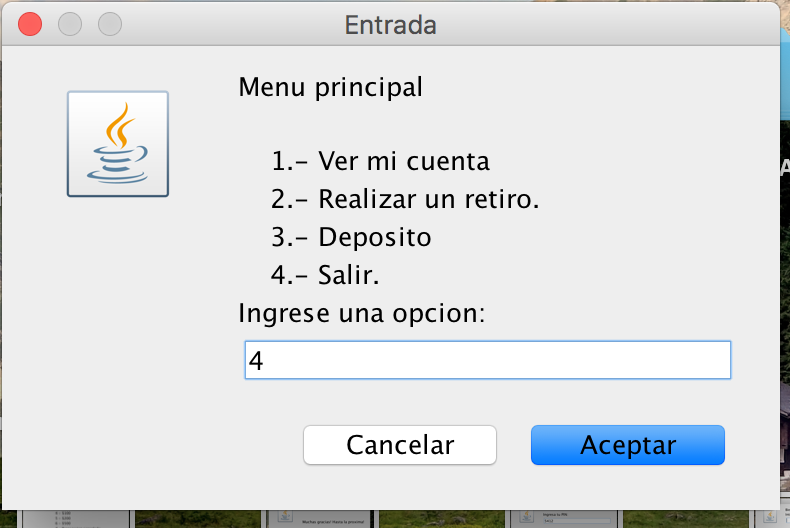 Entrada
Menu principal
1.- Ver mi cuenta
2.- Realizar un retiro.
3.- Deposito
4.- Salir.
Ingrese una opcion:
4
Cancelar
Aceptar